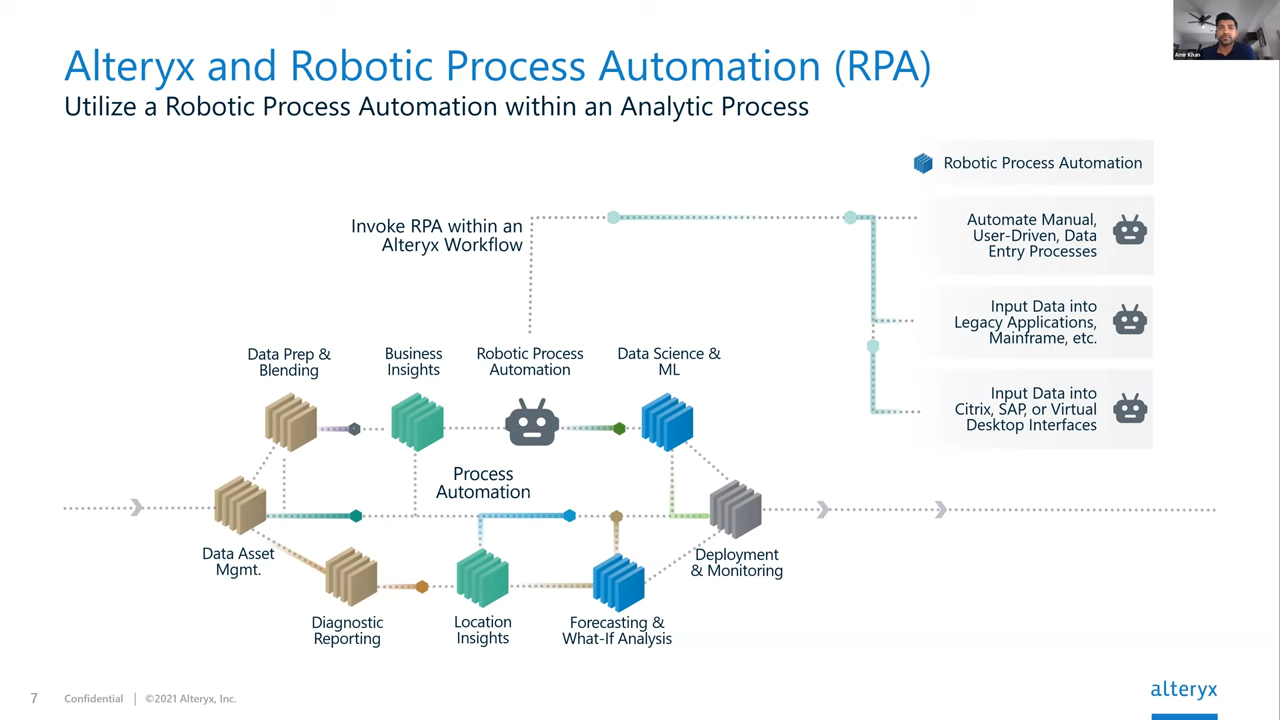 Alteryx and Robotic Process Automation (RPA)
Utilize a Robotic Process Automation within an Analytic Process
Amir Khan
Robotic Process Automation
Invoke RPA within an
Alteryx Workflow
Automate Manual,
User-Driven, Data
Entry Processes
Input Data into
Legacy Applications,
Mainframe, etc.
Input Data into
Citrix, SAP, or Virtual
Desktop Interfaces
Data Prep &
Blending
Business
Insights
Robotic Process
Automation
Data Science &
ML
Process
Automation
Data Asset
Mgmt.
Deployment
& Monitoring
Diagnostic
Reporting
Location
Insights
Forecasting &
What-If Analysis
7 Confidential | ©2021 Alteryx, Inc.
alteryx